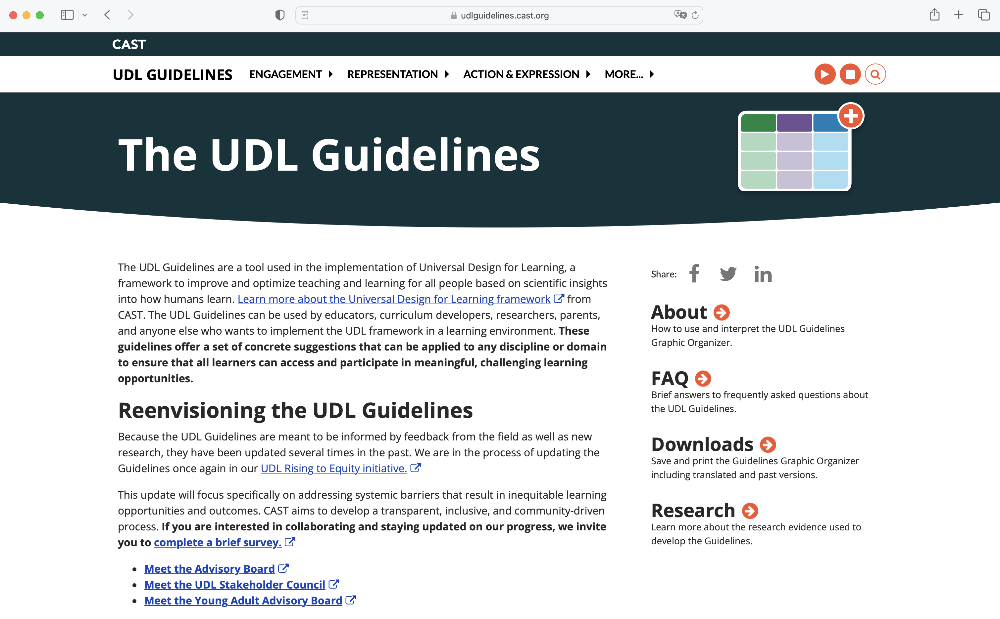 udlguidelines.cast.org
CAST
UDL GUIDELINES ENGAGEMENT REPRESENTATION ACTION & EXPRESSION MORE...
The UDL Guidelines
The UDL Guidelines are a tool used in the implementation of Universal Design for Learning, a
framework to improve and optimize teaching and learning for all people based on scientific insights
into how humans learn. Learn more about the Universal Design for Learning framework from
CAST. The UDL Guidelines can be used by educators, curriculum developers, researchers, parents,
and anyone else who wants to implement the UDL framework in a learning environment. These
guidelines offer a set of concrete suggestions that can be applied to any discipline or domain
to ensure that all learners can access and participate in meaningful, challenging learning
opportunities.
Reenvisioning the UDL Guidelines
Because the UDL Guidelines are meant to be informed by feedback from the field as well as new
research, they have been updated several times in the past. We are in the process of updating the
Guidelines once again in our UDL Rising to Equity initiative.
This update will focus specifically on addressing systemic barriers that result in inequitable learning
opportunities and outcomes. CAST aims to develop a transparent, inclusive, and community-driven
process. If you are interested in collaborating and staying updated on our progress, we invite
you to complete a brief survey.
• Meet the Advisory Board
• Meet the UDL Stakeholder Council
• Meet the Young Adult Advisory Board
Share:
About
How to use and interpret the UDL Guidelines
Graphic Organizer.
FAQ
Brief answers to frequently asked questions about
the UDL Guidelines.
Downloads
Save and print the Guidelines Graphic Organizer
including translated and past versions.
Research
Learn more about the research evidence used to
develop the Guidelines.